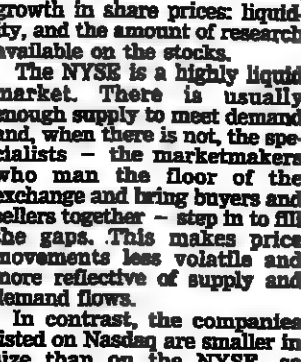 growth in share prices: liquid-
ity, and the amount of research
available on the stocks.
The NYSE is a highly liquid
market. There is usually
enough supply to meet demand
and, when there is not, the spe-
cialists – the marketmakers
who man the floor of the
exchange and bring buyers and
sellers together – step in to fill
the gaps. This makes price
movements less volatile and
more reflective of supply and
demand flows.
In contrast, the companies
listed on Nasdaq are smaller in
size than on the NYSE, so